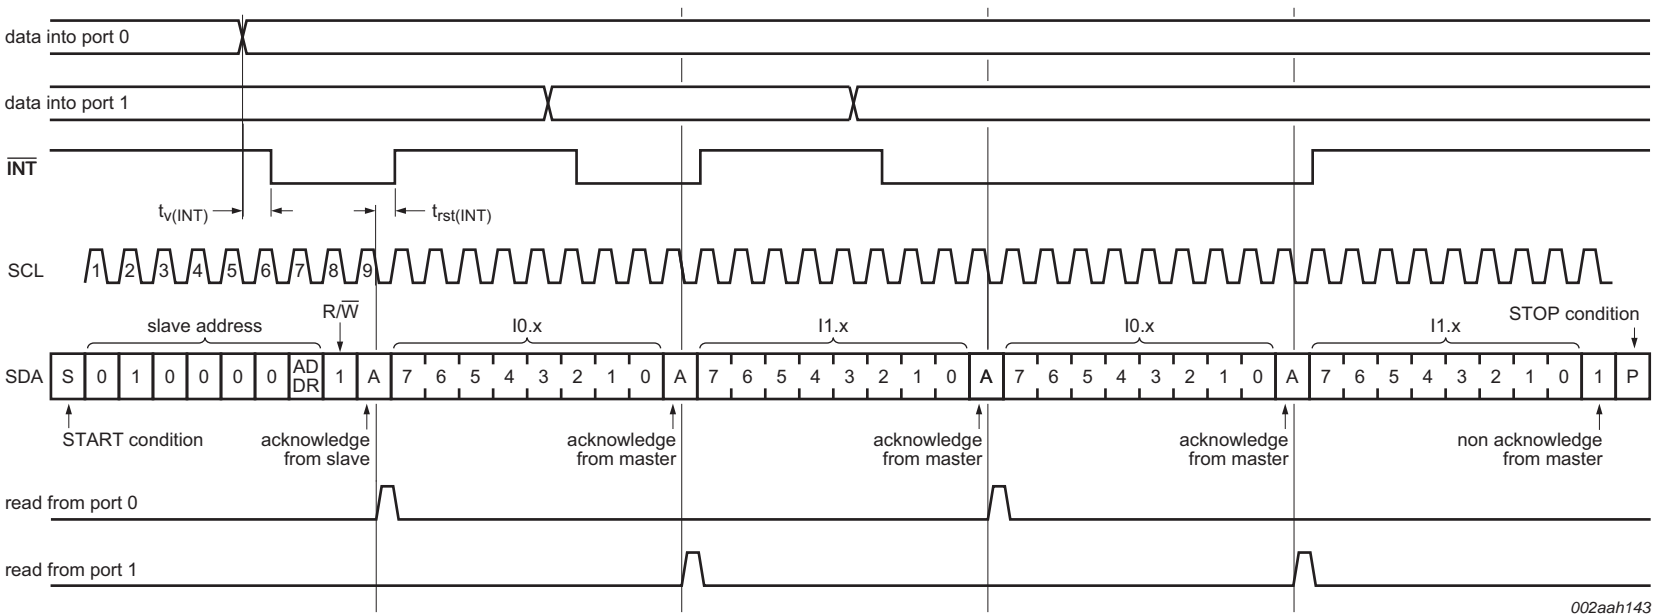 data into port 0
data into port 1
INT
tv(INT)
trst(INT)
SCL
1 2 3 4 5 6 7 8 9
R/W
slave address
I0.x
I1.x
I0.x
I1.x
STOP condition
SDA S 0 1 0 0 0 0 AD DR 1 A 7 6 5 4 3 2 1 0 A 7 6 5 4 3 2 1 0 A 7 6 5 4 3 2 1 0 A 7 6 5 4 3 2 1 0 1 P
START condition
acknowledge
from slave
acknowledge
from master
acknowledge
from master
acknowledge
from master
non acknowledge
from master
read from port 0
read from port 1
002aah143